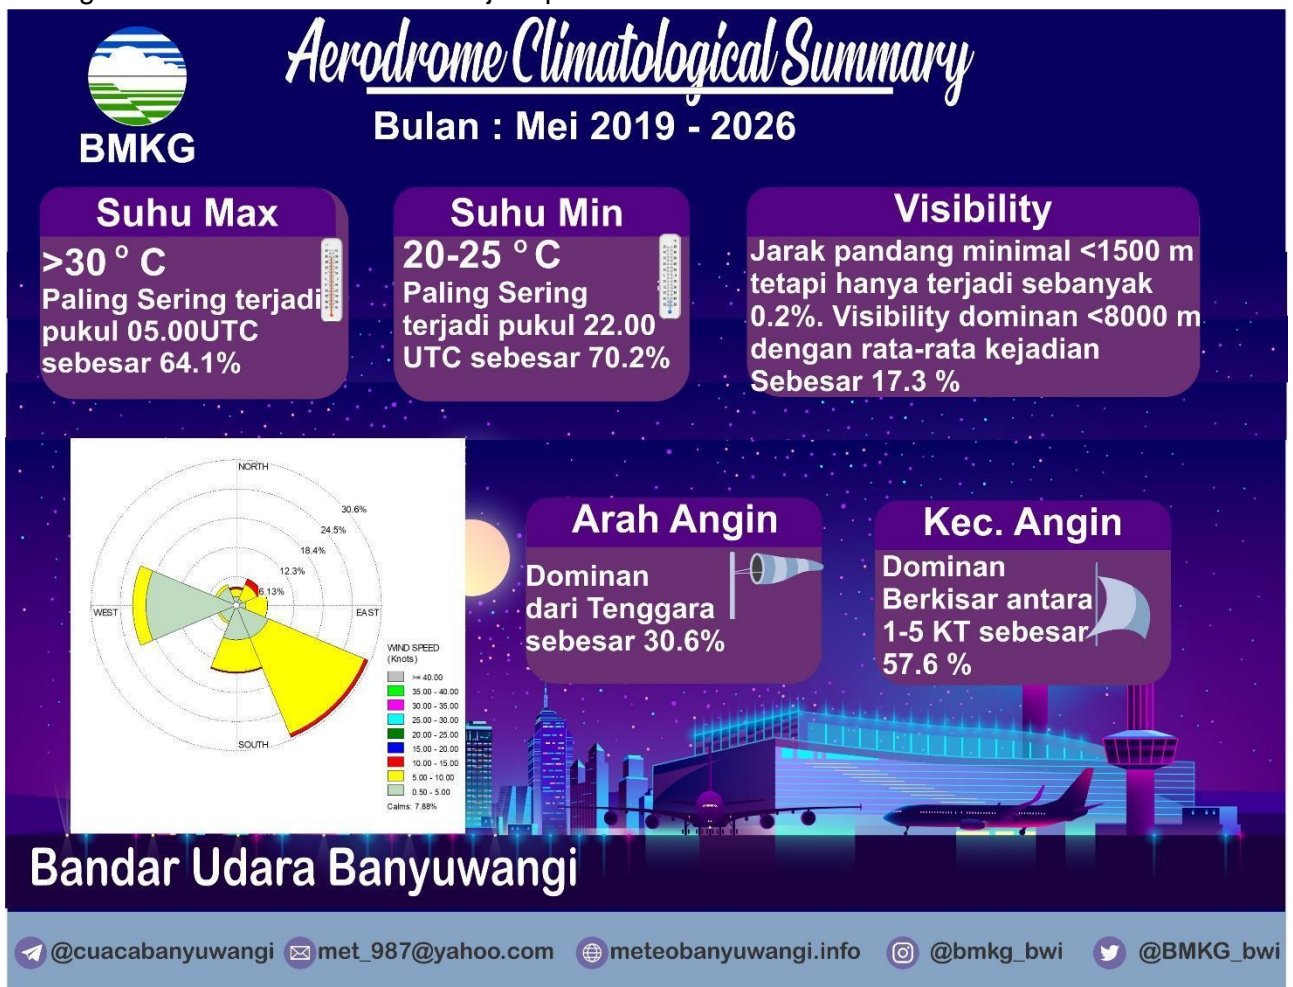 Aerodrome Climatological Summary
Bulan : Mei 2019 - 2026
BMKG
Suhu Max
>30 ° C
Paling Sering terjadi
pukul 05.00UTC
sebesar 64.1%
Suhu Min
20-25 ° C
Paling Sering
terjadi pukul 22.00
UTC sebesar 70.2%
Visibility
Jarak pandang minimal <1500 m
tetapi hanya terjadi sebanyak
0.2%. Visibility dominan <8000 m
dengan rata-rata kejadian
Sebesar 17.3 %
NORTH
30.6%
24.5%
18.4%
12.3%
6.13%
WEST
EAST
SOUTH
WIND SPEED
(Knots)
>= 40.00
35.00 - 40.00
30.00 - 35.00
25.00 - 30.00
20.00 - 25.00
15.00 - 20.00
10.00 - 15.00
5.00 - 10.00
0.50 - 5.00
Calms: 7.88%
Arah Angin
Dominan
dari Tenggara
sebesar 30.6%
Kec. Angin
Dominan
Berkisar antara
1-5 KT sebesar
57.6 %
Bandar Udara Banyuwangi
@cuacabanyuwangi met_987@yahoo.com meteobanyuwangi.info @bmkg_bwi @BMKG_bwi